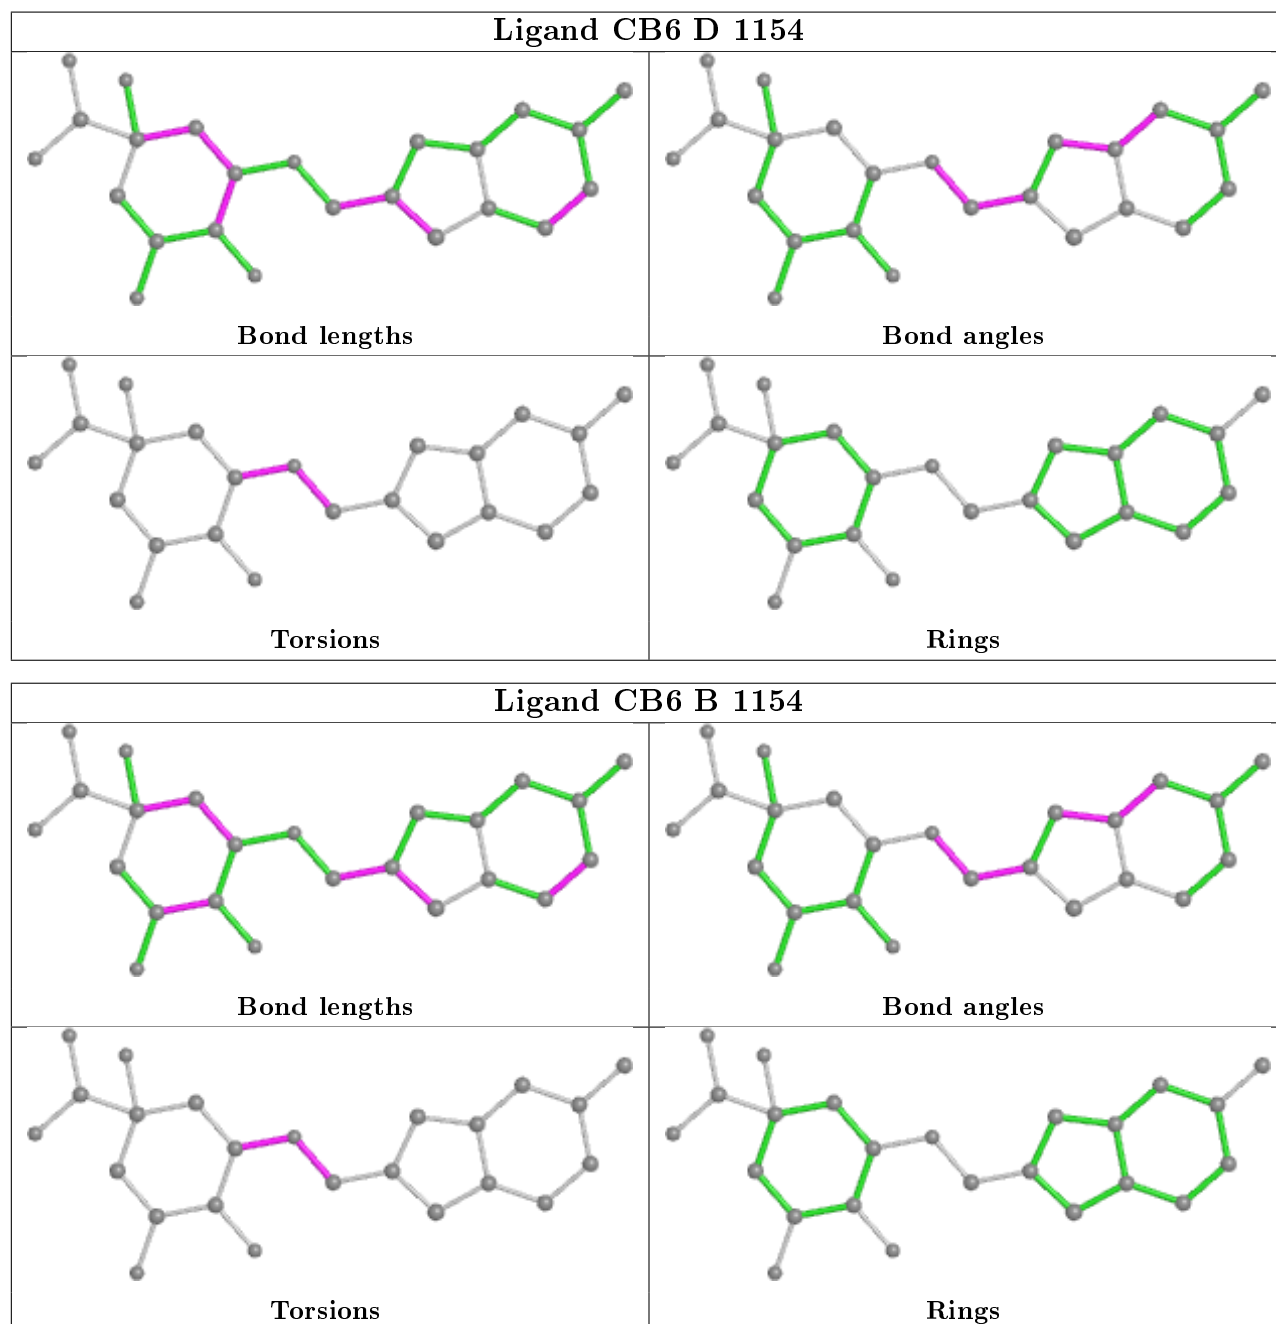 Ligand CB6 D 1154
Bond lengths
Bond angles
Torsions
Rings
Ligand CB6 B 1154
Bond lengths
Bond angles
Torsions
Rings